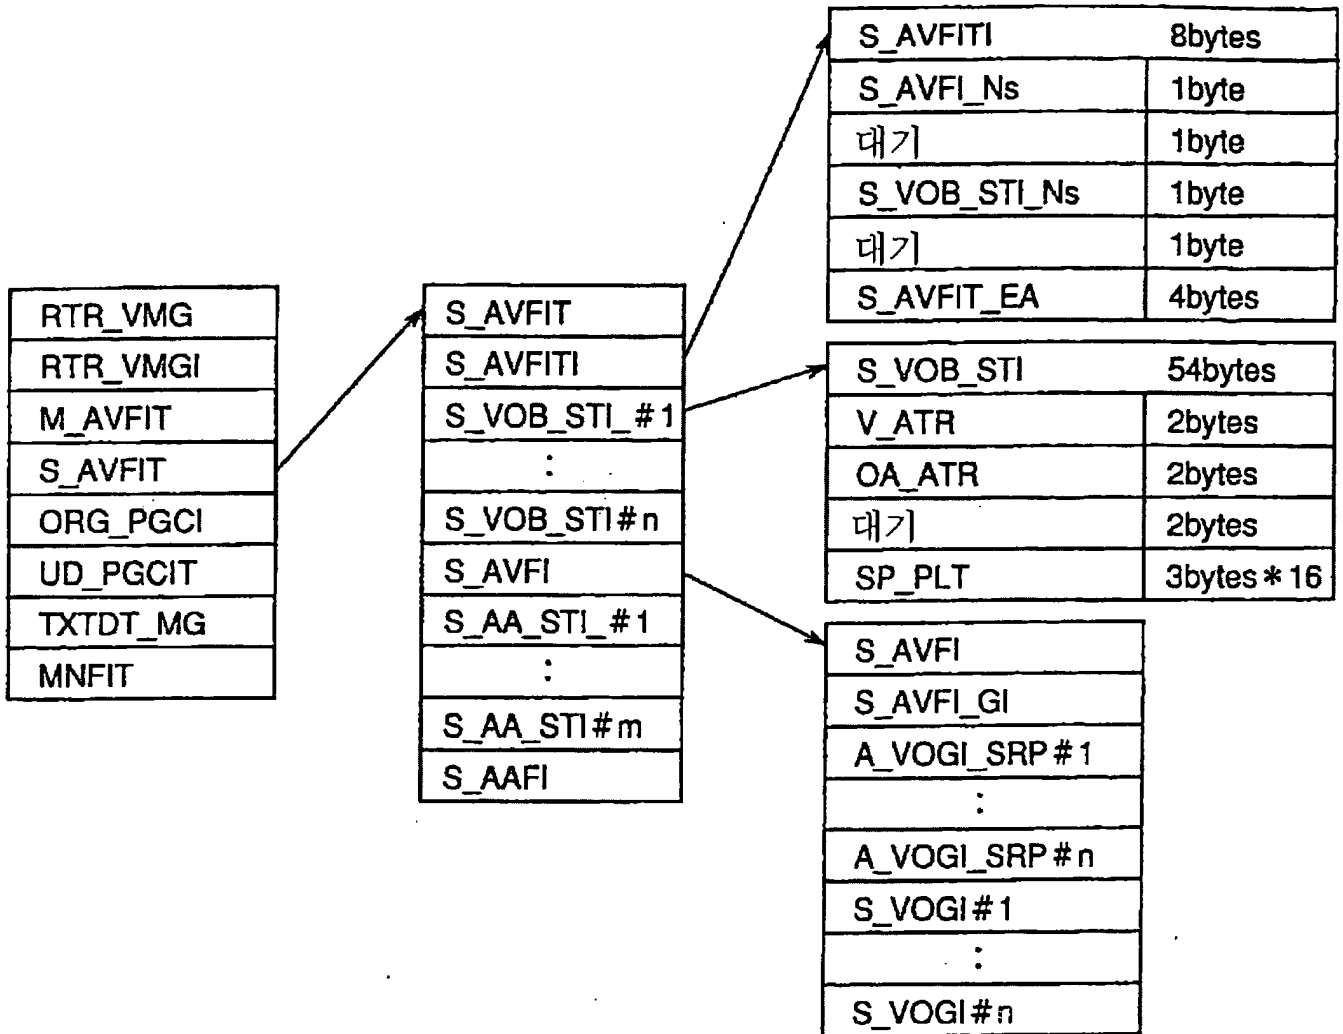 RTR_VMG
RTR_VMGI
M_AVFIT
S_AVFIT
ORG_PGCI
UD_PGCIT
TXTDT_MG
MNFIT
S_AVFIT
S_AVFITI
S_VOB_STI_#1
:
S_VOB_STI#n
S_AVFI
S_AA_STI_#1
:
S_AA_STI#m
S_AAFI
S_AVFITI 8bytes
S_AVFI_Ns 1byte
대기 1byte
S_VOB_STI_Ns 1byte
대기 1byte
S_AVFIT_EA 4bytes
S_VOB_STI 54bytes
V_ATR 2bytes
OA_ATR 2bytes
대기 2bytes
SP_PLT 3bytes*16
S_AVFI
S_AVFI_GI
A_VOGI_SRP#1
:
A_VOGI_SRP#n
S_VOGI#1
:
S_VOGI#n